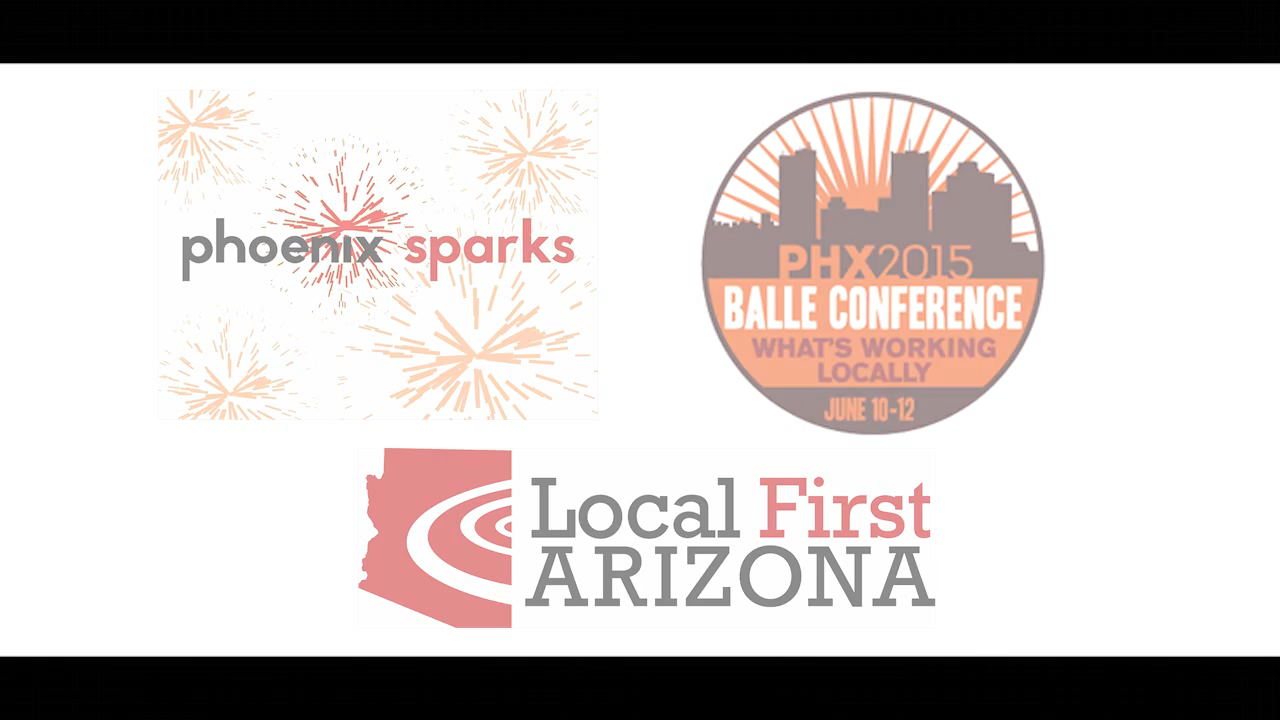 phoenix sparks
PHX2015
BALLE CONFERENCE
WHAT'S WORKING
LOCALLY
JUNE 10-12
Local First
ARIZONA